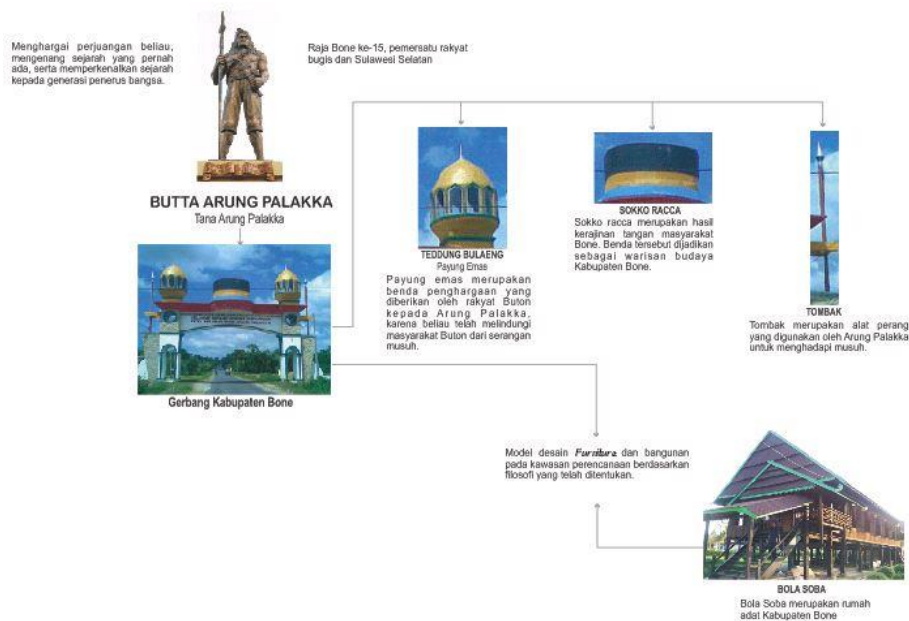 Menghargai perjuangan beliau,
mengenang sejarah yang pernah
ada, serta memperkenalkan sejarah
kepada generasi penerus bangsa.
Raja Bone ke-15, pemersatu rakyat
bugis dan Sulawesi Selatan
BUTTA ARUNG PALAKKA
Tana Arung Palakka
Gerbang Kabupaten Bone
TEDDUNG BULAENG
Payung Emas
Payung emas merupakan
benda penghargaan yang
diberikan oleh rakyat Buton
kepada Arung Palakka,
karena beliau telah melindungi
masyarakat Buton dari serangan
musuh.
SOKKO RACCA
Sokko racca merupakan hasil
kerajinan tangan masyarakat
Bone. Benda tersebut dijadikan
sebagai warisan budaya
Kabupaten Bone.
TOMBAK
Tombak merupakan alat perang
yang digunakan oleh Arung Palakka
untuk menghadapi musuh.
Model desain Furniture dan bangunan
pada kawasan perencanaan berdasarkan
filosofi yang telah ditentukan.
BOLA SOBA
Bola Soba merupakan rumah
adat Kabupaten Bone